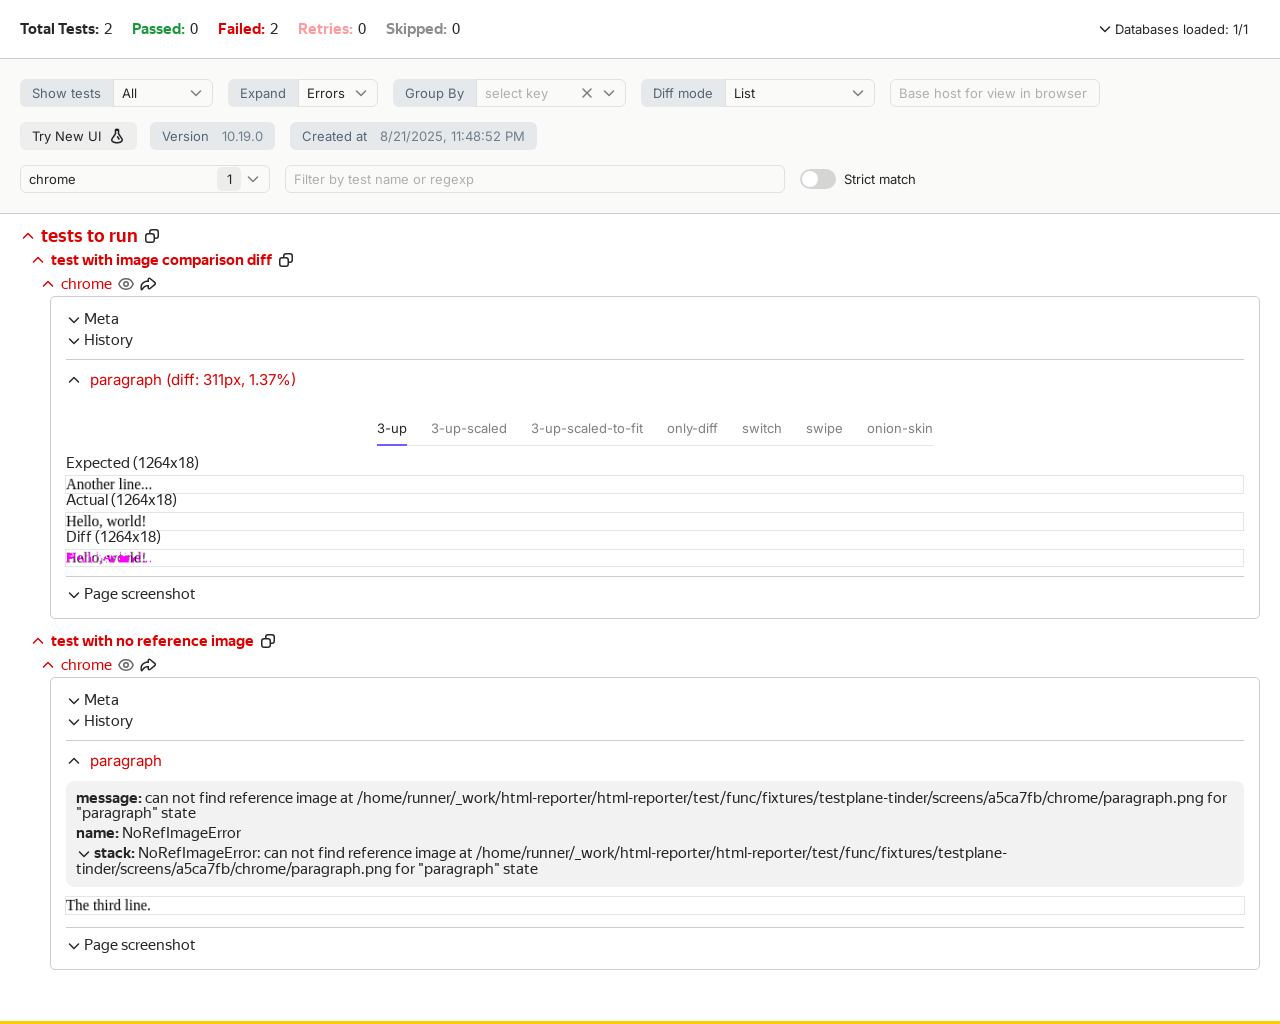 Total Tests: 2 Passed: 0 Failed: 2 Retries: 0 Skipped: 0 Databases loaded: 1/1
Show tests All Expand Errors Group By select key Diff mode List Base host for view in browser
Try New UI Version 10.19.0 Created at 8/21/2025, 11:48:52 PM
chrome 1 Filter by test name or regexp Strict match
tests to run
test with image comparison diff
chrome
Meta
History
paragraph (diff: 311px, 1.37%)
3-up 3-up-scaled 3-up-scaled-to-fit only-diff switch swipe onion-skin
Expected (1264x18)
Another line...
Actual (1264x18)
Hello, world!
Diff (1264x18)
Hello, world!
Page screenshot
test with no reference image
chrome
Meta
History
paragraph
message: can not find reference image at /home/runner/_work/html-reporter/html-reporter/test/func/fixtures/testplane-tinder/screens/a5ca7fb/chrome/paragraph.png for
"paragraph" state
name: NoRefImageError
stack: NoRefImageError: can not find reference image at /home/runner/_work/html-reporter/html-reporter/test/func/fixtures/testplane-
tinder/screens/a5ca7fb/chrome/paragraph.png for "paragraph" state
The third line.
Page screenshot